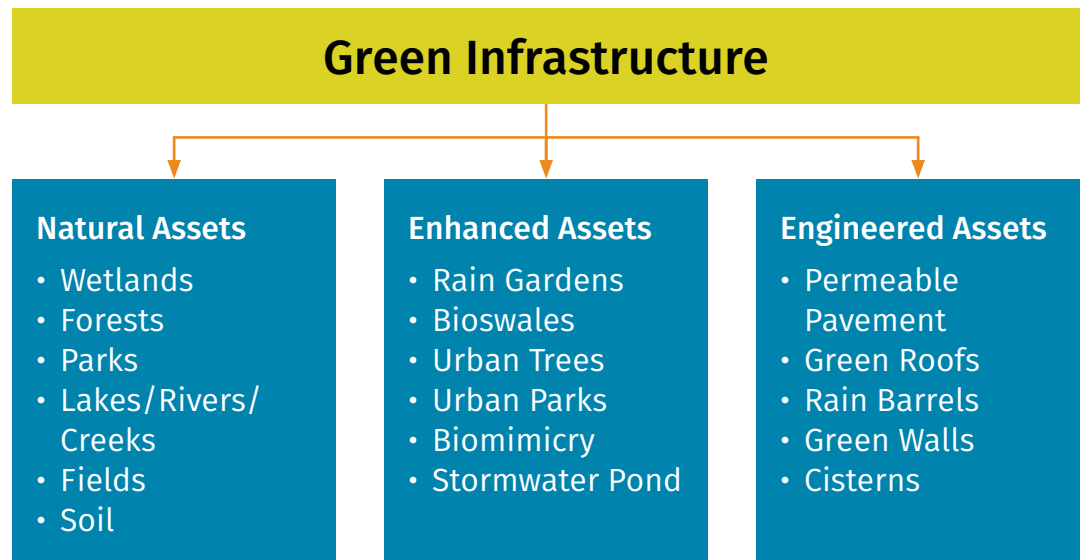 Green Infrastructure
Natural Assets
• Wetlands
• Forests
• Parks
• Lakes/Rivers/
Creeks
• Fields
• Soil
Enhanced Assets
• Rain Gardens
• Bioswales
• Urban Trees
• Urban Parks
• Biomimicry
• Stormwater Pond
Engineered Assets
• Permeable
Pavement
• Green Roofs
• Rain Barrels
• Green Walls
• Cisterns